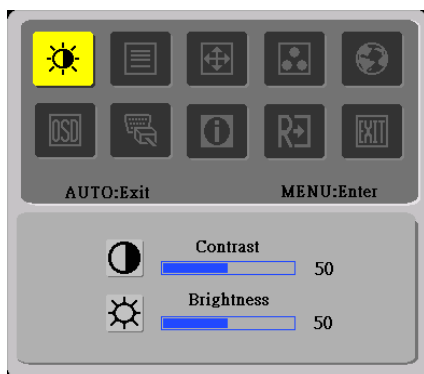 OSD
R
EXIT
AUTO:Exit MENU:Enter
Contrast
50
Brightness
50